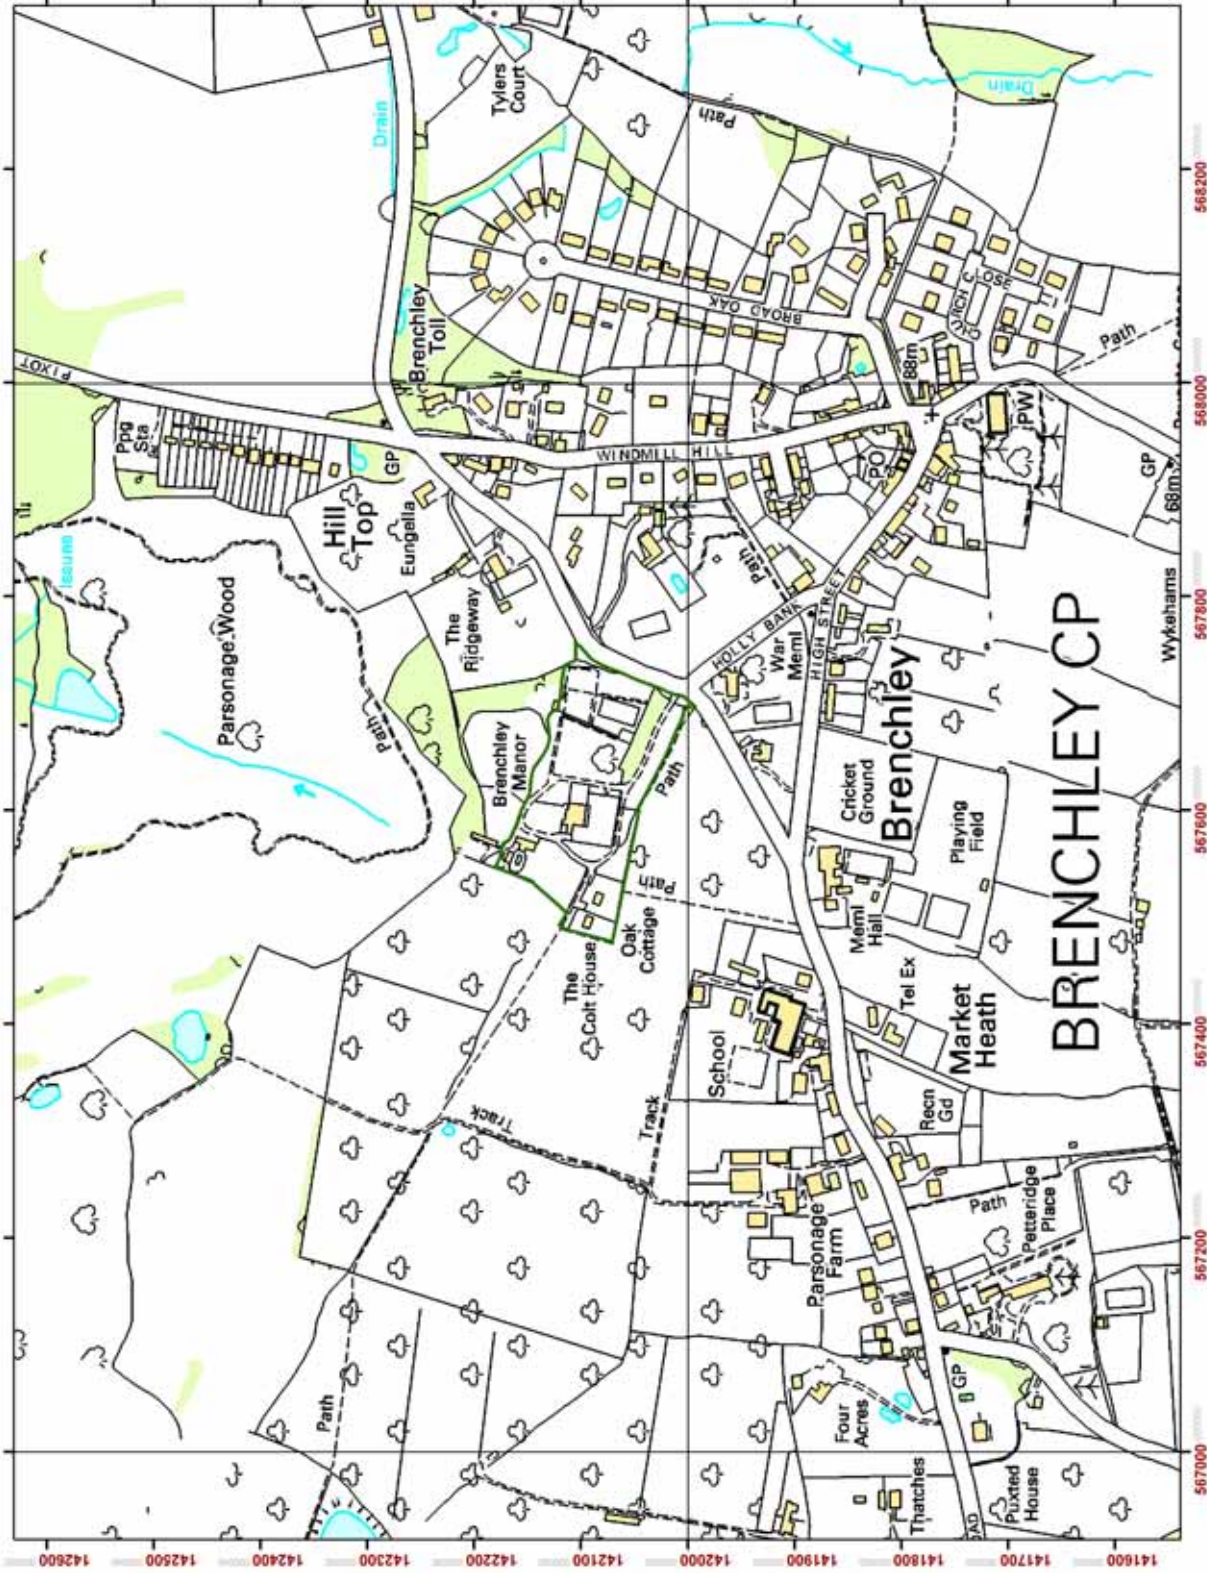 PIXOT
Drain
Tylers
Court
Drain
Path
Brenchley
Toll
BROAD OAK
CHURCH C
LOSE
Path
88m
PW
Ppg
Sta
GP
WINDMILL HILL
PO
GP
68m
Issues
Hill
Top
Eungella
Path
HOLLY BANK
HIGH STREET
War
Meml
Wykehams
Parsonage Wood
Path
The
Ridgeway
Brenchley
Manor
Path
Brenchley
Cricket
Ground
Playing
Field
BRENCHLEY CP
Path
Oak
Cottage
The
Colt House
Meml
Hall
Tel Ex
Market
Heath
School
Track
Track
Recn
Gd
Parsonage
Farm
Path
Petteridge
Place
Path
Four
Acres
GP
Thatches
Puxted
House
OAD
568200
568000
567800
567600
567400
567200
567000
142600
142500
142400
142300
142200
142100
142000
141900
141800
141700
141600